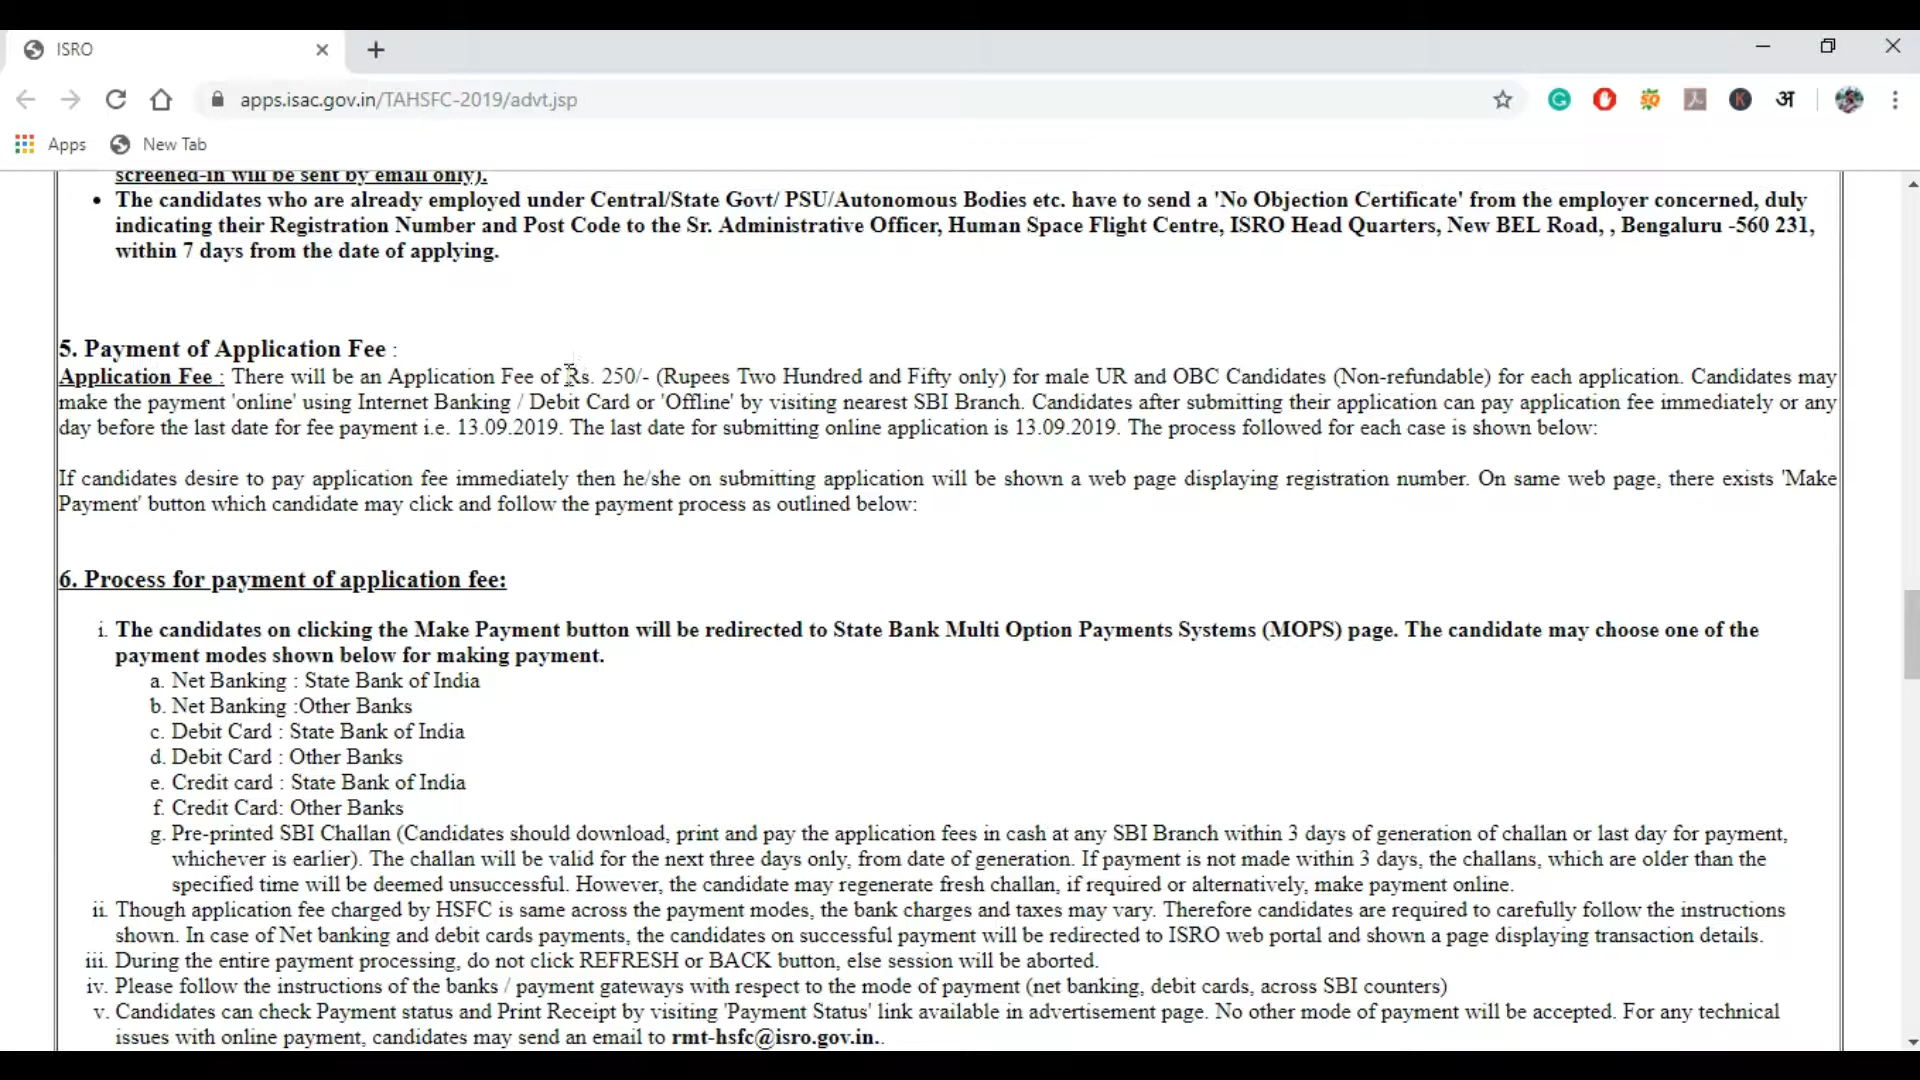 ISRO
apps.isac.gov.in/TAHSFC-2019/advt.jsp
अ
Apps
New Tab
screened-in will be sent by email only).
• The candidates who are already employed under Central/State Govt/ PSU/Autonomous Bodies etc. have to send a 'No Objection Certificate' from the employer concerned, duly
indicating their Registration Number and Post Code to the Sr. Administrative Officer, Human Space Flight Centre, ISRO Head Quarters, New BEL Road, , Bengaluru -560 231,
within 7 days from the date of applying.
5. Payment of Application Fee :
Application Fee : There will be an Application Fee of Rs. 250/- (Rupees Two Hundred and Fifty only) for male UR and OBC Candidates (Non-refundable) for each application. Candidates may
make the payment 'online' using Internet Banking / Debit Card or 'Offline' by visiting nearest SBI Branch. Candidates after submitting their application can pay application fee immediately or any
day before the last date for fee payment i.e. 13.09.2019. The last date for submitting online application is 13.09.2019. The process followed for each case is shown below:
If candidates desire to pay application fee immediately then he/she on submitting application will be shown a web page displaying registration number. On same web page, there exists 'Make
Payment' button which candidate may click and follow the payment process as outlined below:
6. Process for payment of application fee:
i. The candidates on clicking the Make Payment button will be redirected to State Bank Multi Option Payments Systems (MOPS) page. The candidate may choose one of the
payment modes shown below for making payment.
a. Net Banking : State Bank of India
b. Net Banking :Other Banks
c. Debit Card : State Bank of India
d. Debit Card : Other Banks
e. Credit card : State Bank of India
f. Credit Card: Other Banks
g. Pre-printed SBI Challan (Candidates should download, print and pay the application fees in cash at any SBI Branch within 3 days of generation of challan or last day for payment,
whichever is earlier). The challan will be valid for the next three days only, from date of generation. If payment is not made within 3 days, the challans, which are older than the
specified time will be deemed unsuccessful. However, the candidate may regenerate fresh challan, if required or alternatively, make payment online.
ii. Though application fee charged by HSFC is same across the payment modes, the bank charges and taxes may vary. Therefore candidates are required to carefully follow the instructions
shown. In case of Net banking and debit cards payments, the candidates on successful payment will be redirected to ISRO web portal and shown a page displaying transaction details.
iii. During the entire payment processing, do not click REFRESH or BACK button, else session will be aborted.
iv. Please follow the instructions of the banks / payment gateways with respect to the mode of payment (net banking, debit cards, across SBI counters)
v. Candidates can check Payment status and Print Receipt by visiting 'Payment Status' link available in advertisement page. No other mode of payment will be accepted. For any technical
issues with online payment, candidates may send an email to rmt-hsfc@isro.gov.in..